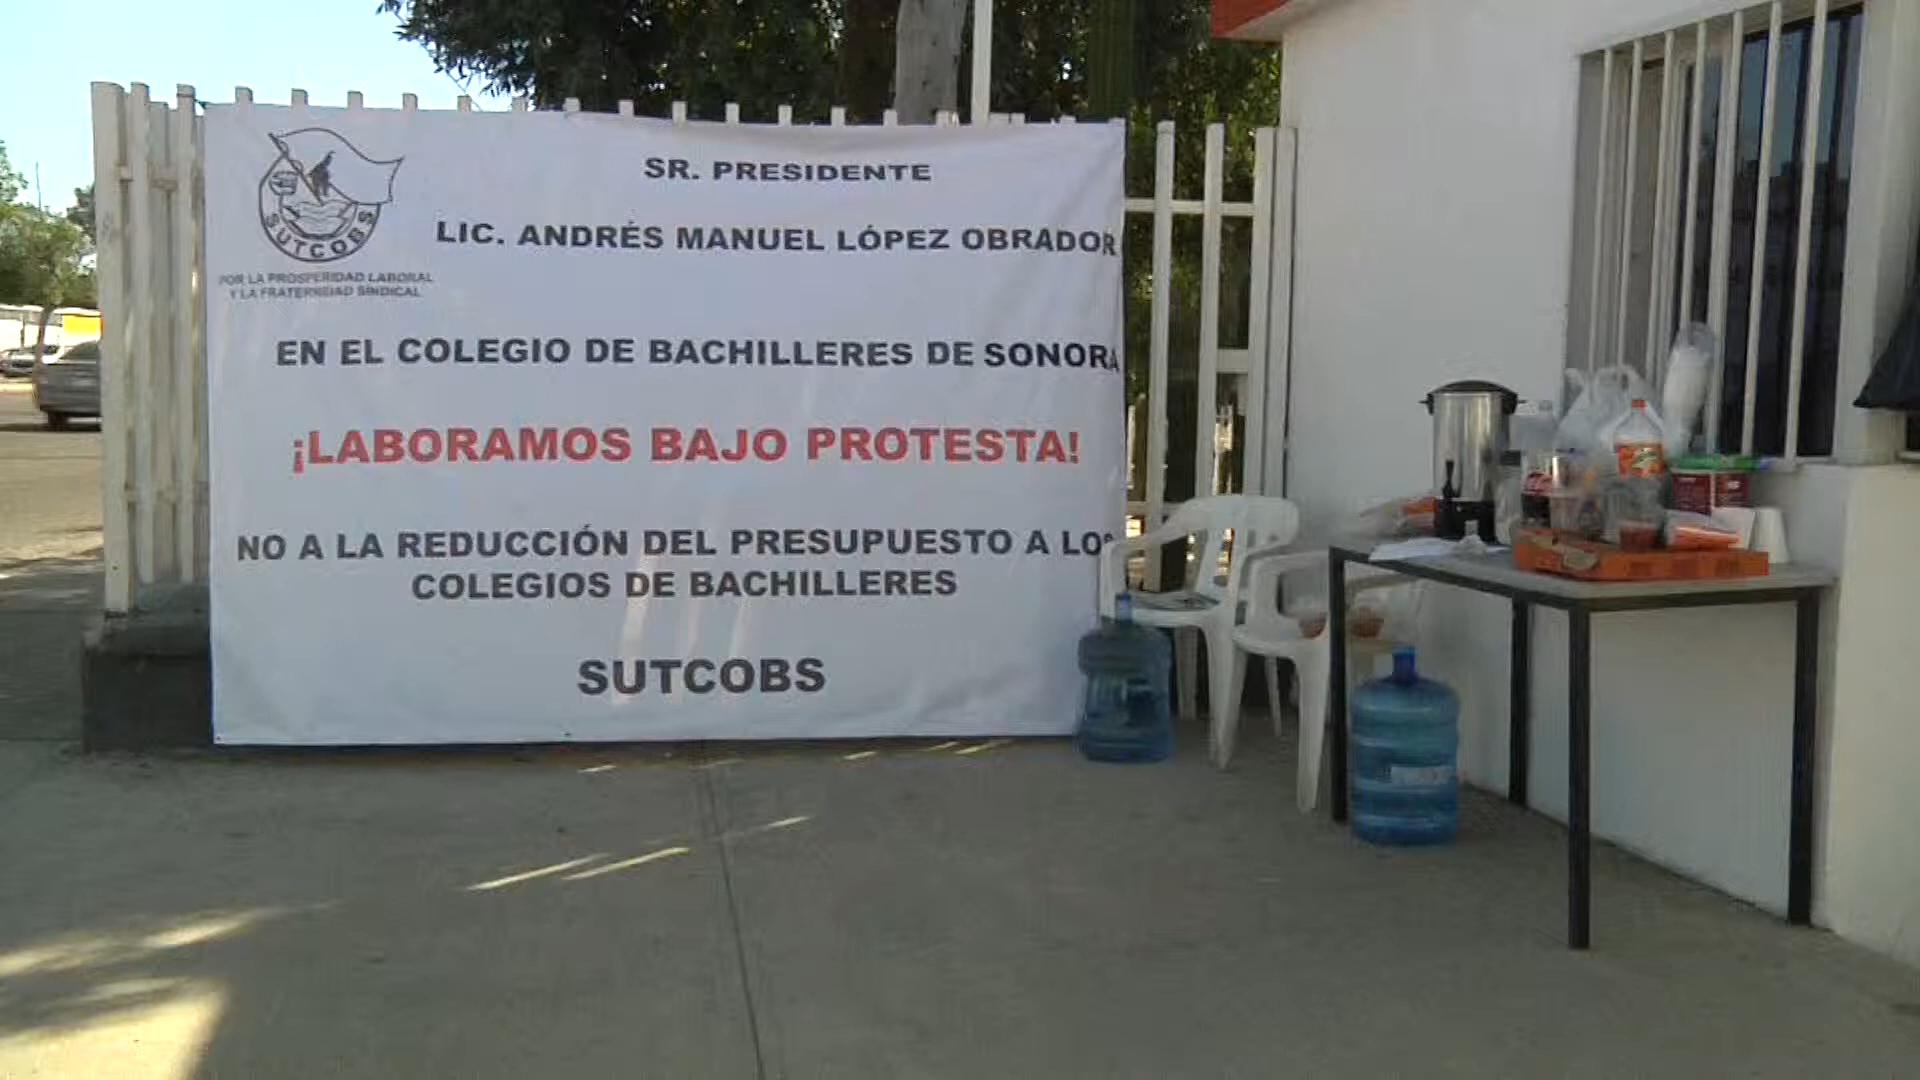 SR. PRESIDENTE
LIC. ANDRÉS MANUEL LÓPEZ OBRADOR
SUTCOBS
POR LA PROSPERIDAD LABORAL
Y LA FRATERNIDAD SINDICAL
EN EL COLEGIO DE BACHILLERES DE SONORA
¡LABORAMOS BAJO PROTESTA!
NO A LA REDUCCIÓN DEL PRESUPUESTO A LOS
COLEGIOS DE BACHILLERES
SUTCOBS